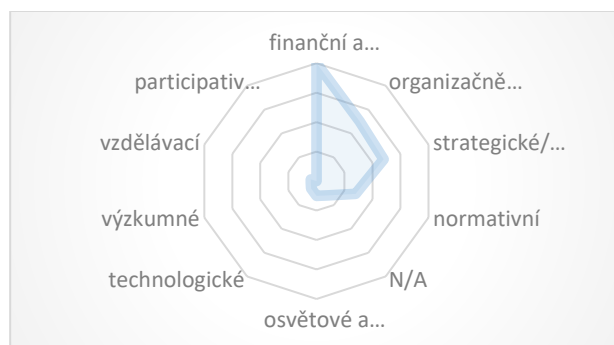 finanční a…
organizačně…
strategické/…
normativní
N/A
osvětové a…
technologické
výzkumné
vzdělávací
participativ…